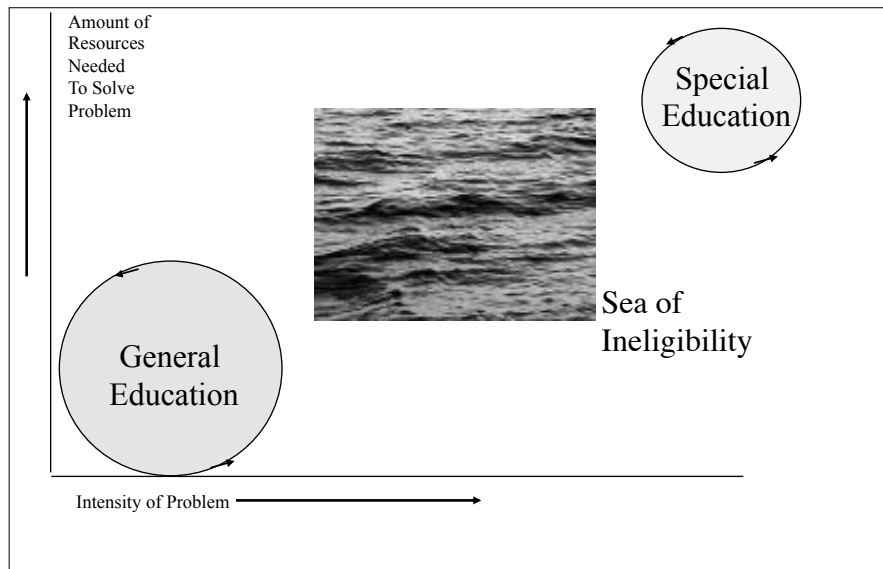 Amount of
Resources
Needed
To Solve
Problem
Special
Education
Sea of
Ineligibility
General
Education
Intensity of Problem